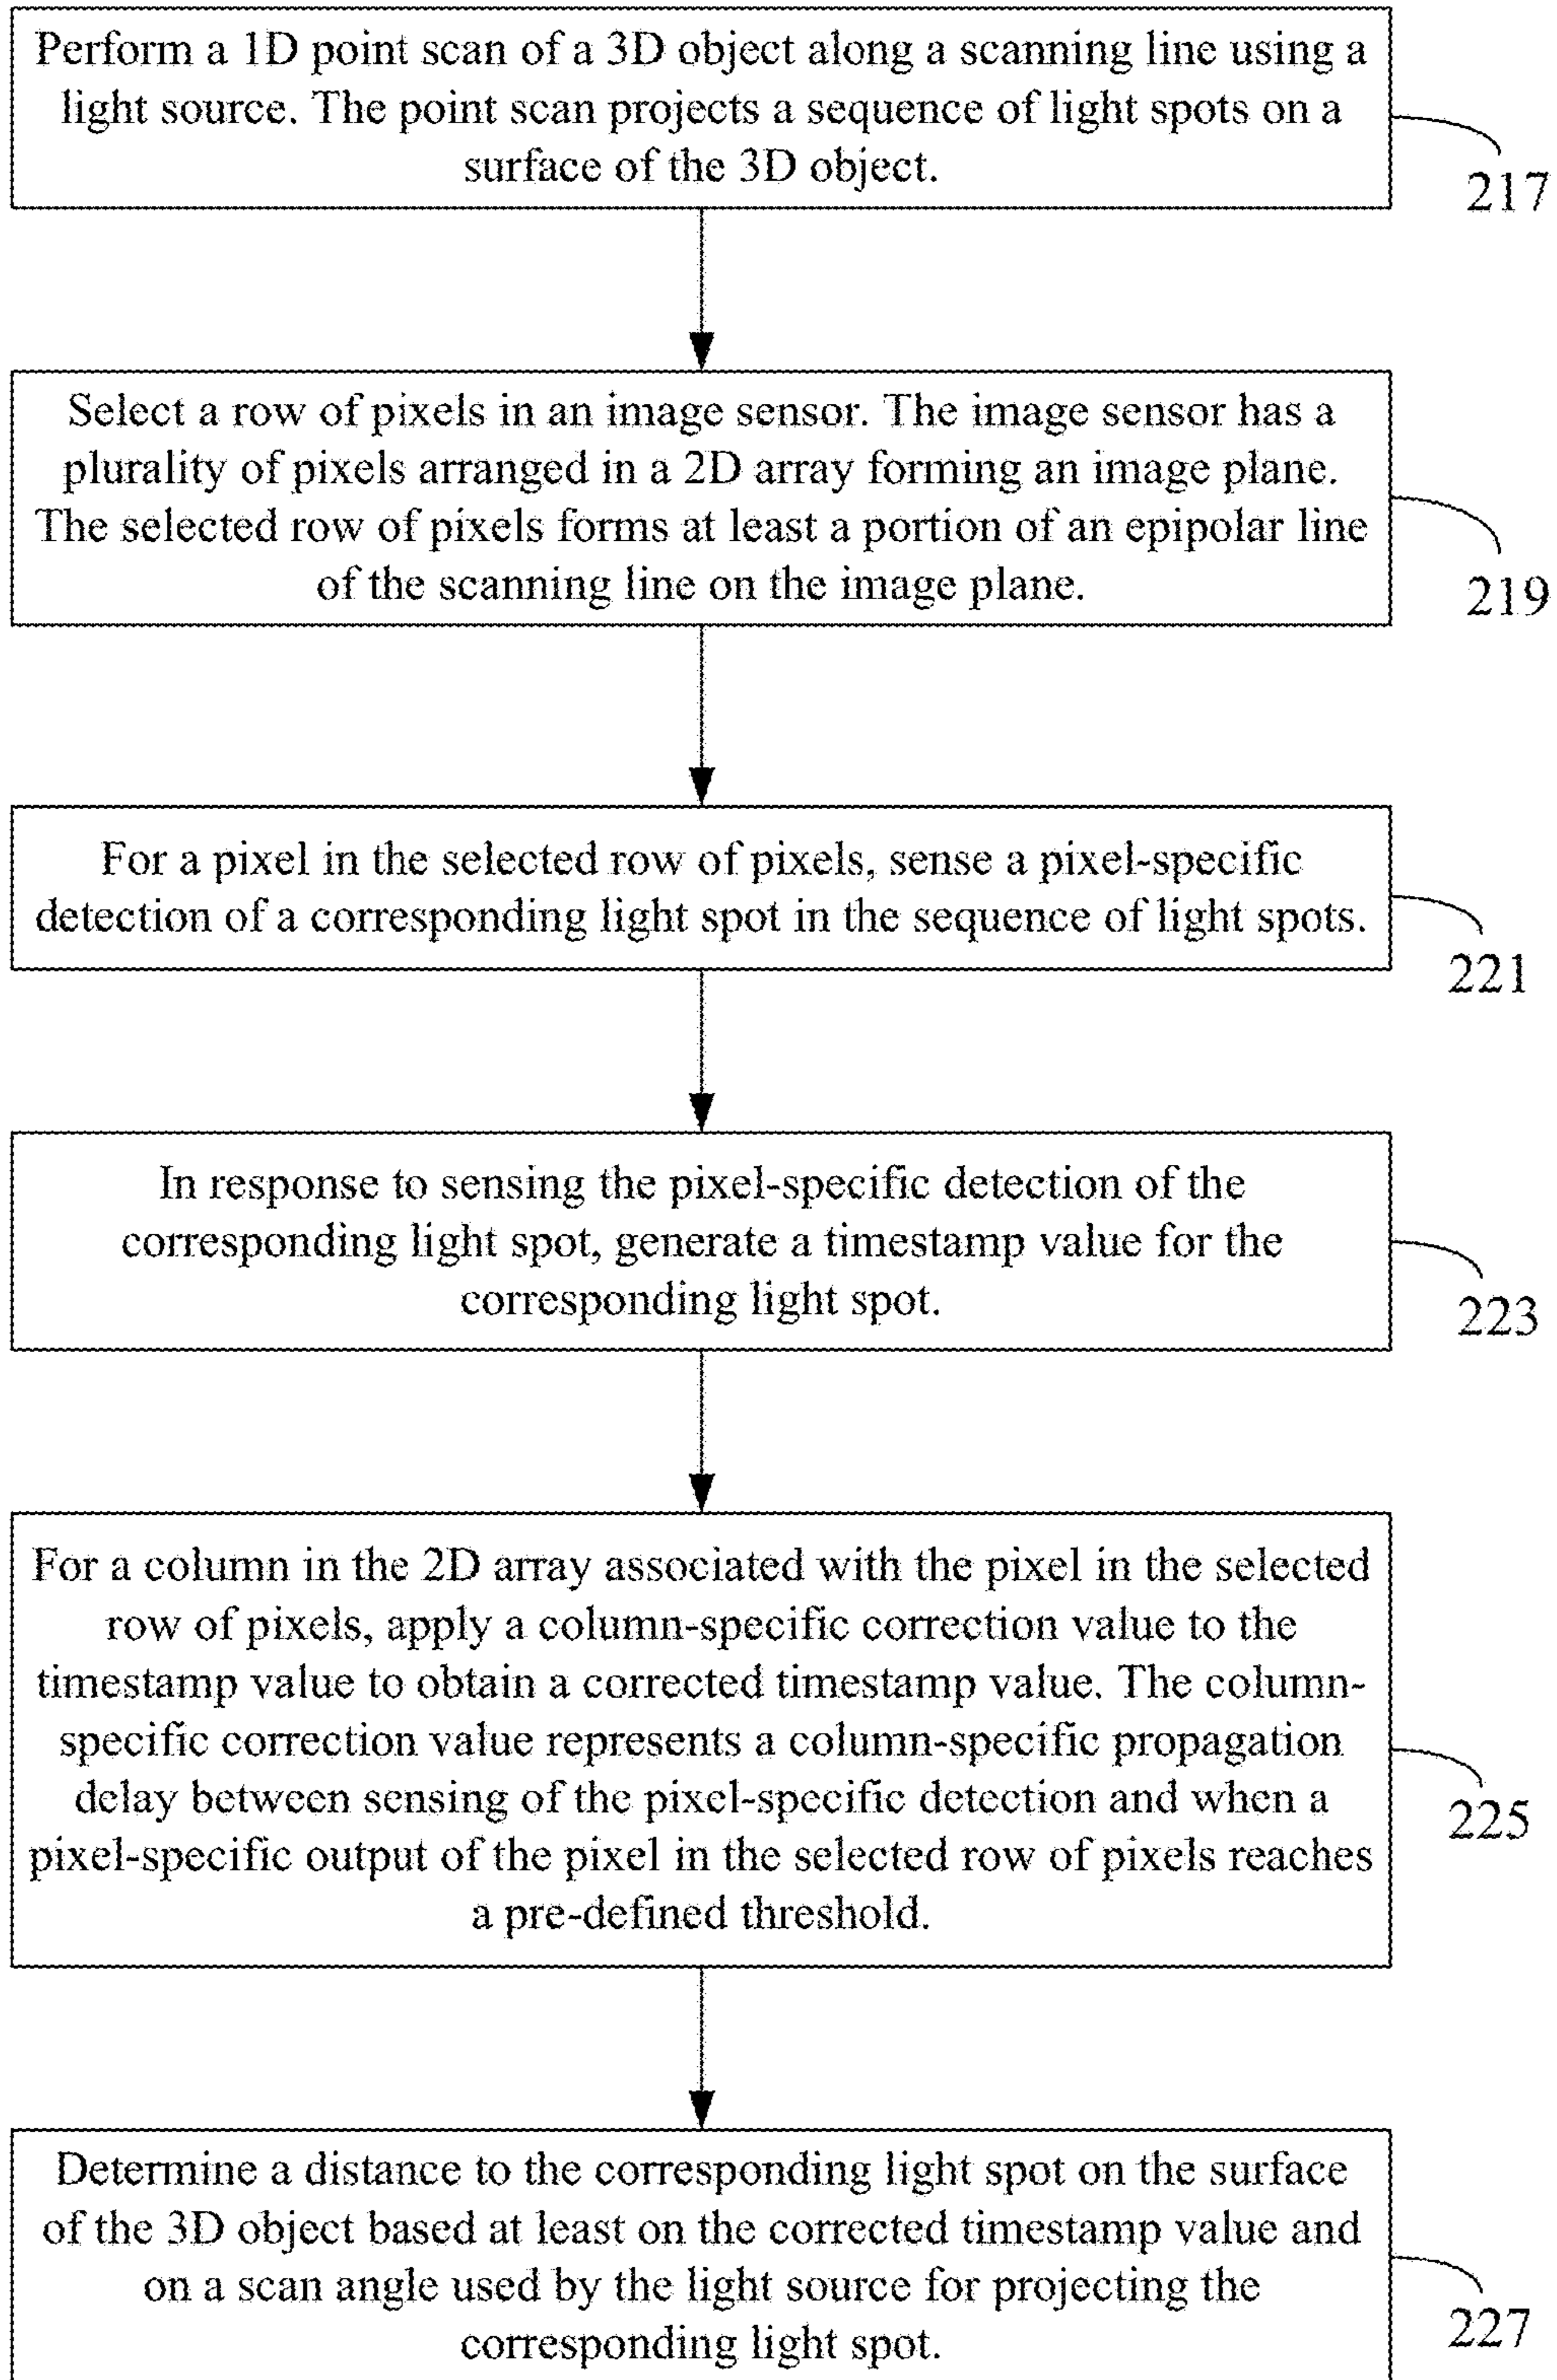 Perform a 1D point scan of a 3D object along a scanning line using a
light source. The point scan projects a sequence of light spots on a
surface of the 3D object.
217
Select a row of pixels in an image sensor. The image sensor has a
plurality of pixels arranged in a 2D array forming an image plane.
The selected row of pixels forms at least a portion of an epipolar line
of the scanning line on the image plane.
219
For a pixel in the selected row of pixels, sense a pixel-specific
detection of a corresponding light spot in the sequence of light spots.
221
In response to sensing the pixel-specific detection of the
corresponding light spot, generate a timestamp value for the
corresponding light spot.
223
For a column in the 2D array associated with the pixel in the selected
row of pixels, apply a column-specific correction value to the
timestamp value to obtain a corrected timestamp value. The column-
specific correction value represents a column-specific propagation
delay between sensing of the pixel-specific detection and when a
pixel-specific output of the pixel in the selected row of pixels reaches
a pre-defined threshold.
225
Determine a distance to the corresponding light spot on the surface
of the 3D object based at least on the corrected timestamp value and
on a scan angle used by the light source for projecting the
corresponding light spot.
227